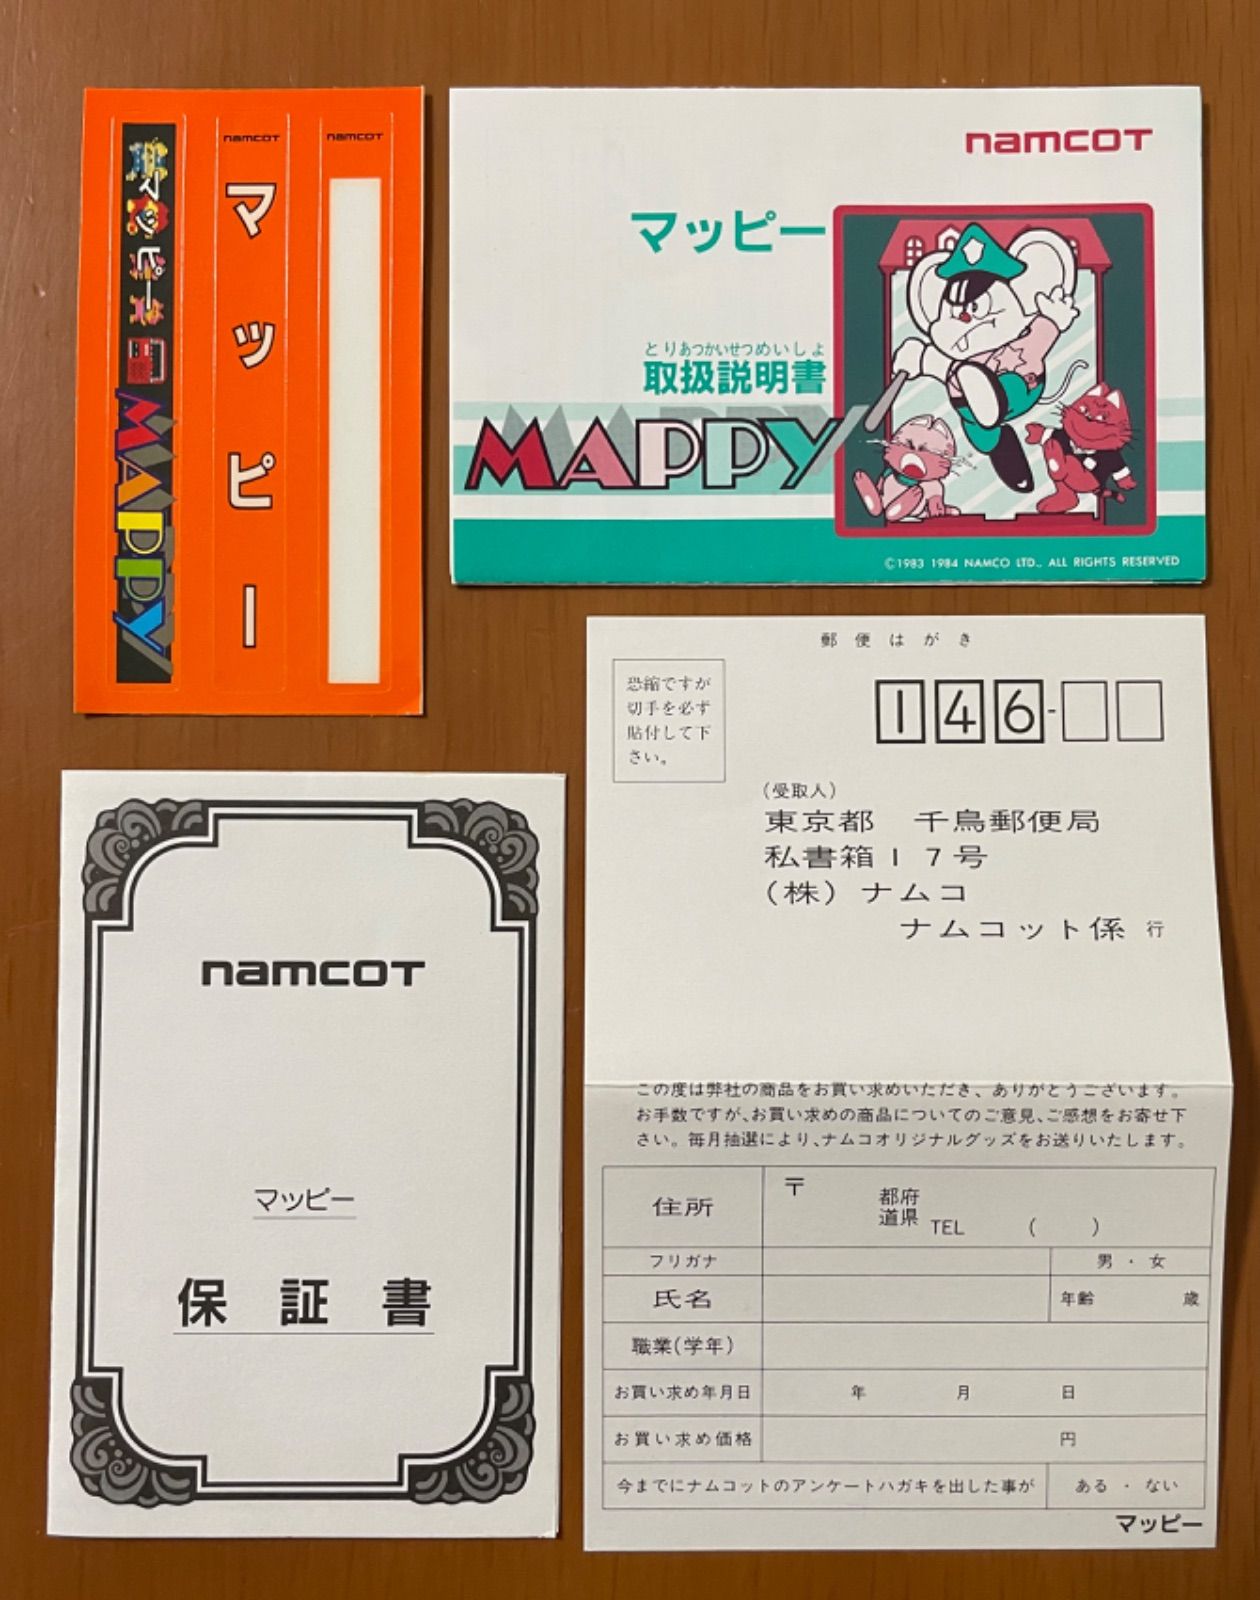 マッピー
MAPPY
namcot
マッピー
namcot
namcot
マッピー
とりあつかいせつめいしょ
取扱説明書
MAPPY
©1983 1984 NAMCO LTD., ALL RIGHTS RESERVED
namcot
マッピー
保証書
郵便はがき
恐縮ですが
切手を必ず
貼付して下
さい。
146-
(受取人)
東京都 千鳥郵便局
私書箱17号
(株)ナムコ
ナムコット係 行
この度は弊社の商品をお買い求めいただき、ありがとうございます。
お手数ですが、お買い求めの商品についてのご意見、ご感想をお寄せ下
さい。毎月抽選により、ナムコオリジナルグッズをお送りいたします。
住所 〒 都府
道県 TEL ( )
フリガナ 男・女
氏名 年齢 歳
職業(学年)
お買い求め年月日 年 月 日
お買い求め価格 円
今までにナムコットのアンケートハガキを出した事が ある・ない
マッピー